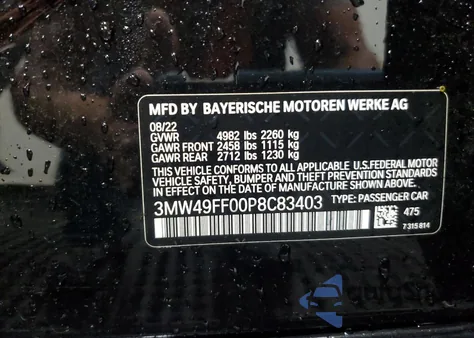 MFD BY BAYERISCHE MOTOREN WERKE AG
08/22
GVWR 4982 lbs 2260 kg
GAWR FRONT 2458 lbs 1115 kg
GAWR REAR 2712 lbs 1230 kg
THIS VEHICLE CONFORMS TO ALL APPLICABLE U.S.FEDERAL MOTOR
VEHICLE SAFETY, BUMPER AND THEFT PREVENTION STANDARDS
IN EFFECT ON THE DATE OF MANUFACTURE SHOWN ABOVE.
3MW49FF00P8C83403 TYPE: PASSENGER CAR
475
7 315 814